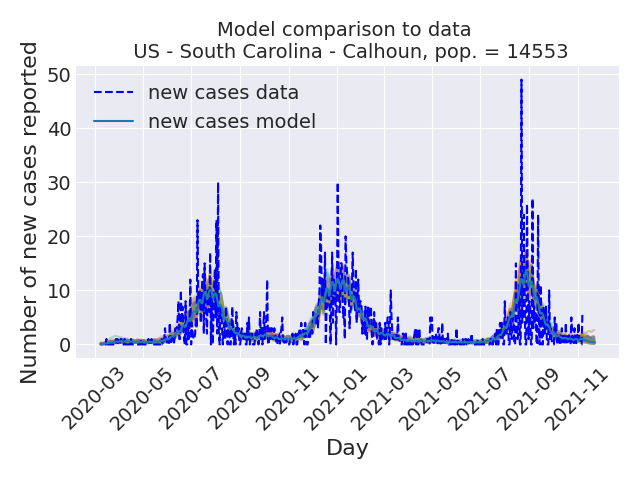 Model comparison to data
US - South Carolina - Calhoun, pop. = 14553
Number of new cases reported
50
40
30
20
10
0
new cases data
new cases model
2020-03
2020-05
2020-07
2020-09
2020-11
2021-01
2021-03
2021-05
2021-07
2021-09
2021-11
Day